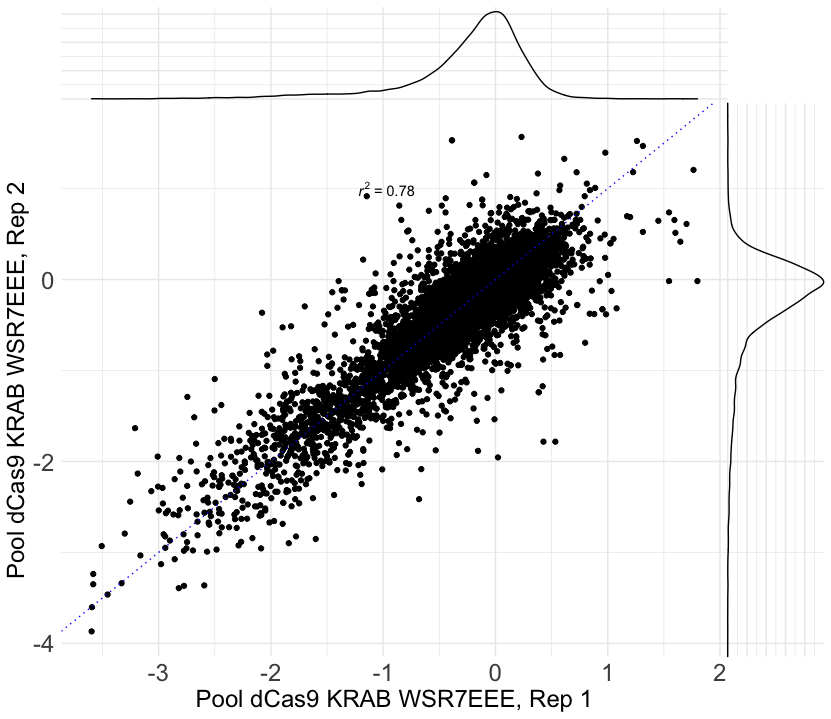 r² = 0.78
Pool dCas9 KRAB WSR7EEE, Rep 2
0
-2
-4
-3 -2 -1 0 1 2
Pool dCas9 KRAB WSR7EEE, Rep 1